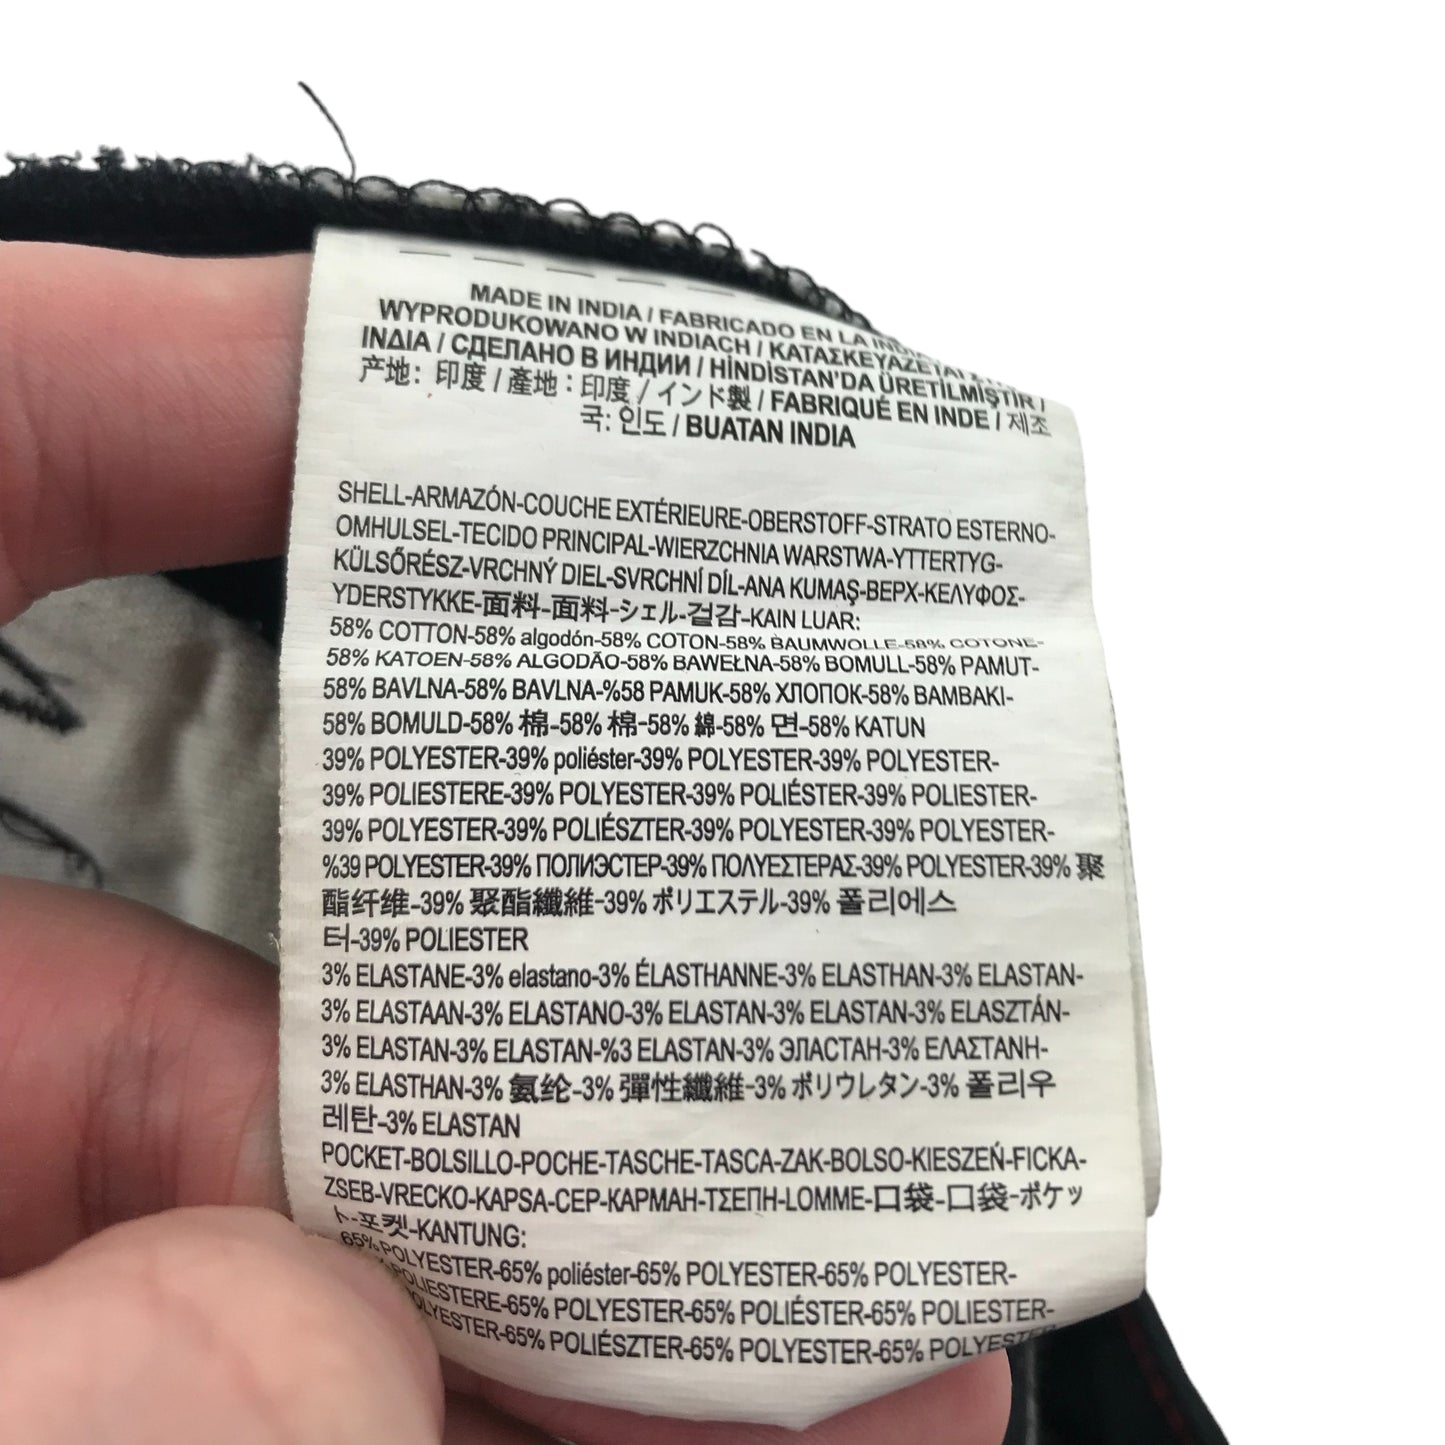 MADE IN INDIA / FABRICADO EN LA INDIA
WYPRODUKOWANO W INDIACH / ΚΑΤΑΣΚΕΥΑΖΕΤΑΙ
ΙΝΔΙΑ / СДЕЛАНО В ИНДИИ / HİNDİSTAN'DA ÜRETİLMİŞTİR /
产地: 印度 / 產地: 印度 / インド製 / FABRIQUÉ EN INDE / 제조
국: 인도 / BUATAN INDIA
SHELL-ARMAZÓN-COUCHE EXTÉRIEURE-OBERSTOFF-STRATO ESTERNO-
OMHULSEL-TECIDO PRINCIPAL-WIERZCHNIA WARSTWA-YTTERTYG-
KÜLSŐRÉSZ-VRCHNÝ DIEL-SVRCHNÍ DÍL-ANA KUMAŞ-ВЕРХ-ΚΕΛΥΦΟΣ-
YDERSTYKKE-面料-面料-シェル-겉감-KAIN LUAR:
58% COTTON-58% algodón-58% COTON-58% BAUMWOLLE-58% COTONE-
58% KATOEN-58% ALGODÃO-58% BAWEŁNA-58% BOMULL-58% PAMUT-
58% BAVLNA-58% BAVLNA-%58 PAMUK-58% ХЛОПОК-58% ΒΑΜΒΑΚΙ-
58% BOMULD-58% 棉-58% 棉-58% 綿-58% 면-58% KATUN
39% POLYESTER-39% poliéster-39% POLYESTER-39% POLYESTER-
39% POLIESTERE-39% POLYESTER-39% POLIÉSTER-39% POLIESTER-
39% POLYESTER-39% POLIÉSZTER-39% POLYESTER-39% POLYESTER-
%39 POLYESTER-39% ПОЛИЭСТЕР-39% ΠΟΛΥΕΣΤΕΡΑΣ-39% POLYESTER-39% 聚
酯纤维-39% 聚酯纖維-39% ポリエステル-39% 폴리에스
터-39% POLIESTER
3% ELASTANE-3% elastano-3% ÉLASTHANNE-3% ELASTHAN-3% ELASTAN-
3% ELASTAAN-3% ELASTANO-3% ELASTAN-3% ELASTAN-3% ELASZTÁN-
3% ELASTAN-3% ELASTAN-%3 ELASTAN-3% ЭЛАСТАН-3% ΕΛΑΣΤΑΝΗ-
3% ELASTHAN-3% 氨纶-3% 彈性纖維-3% ポリウレタン-3% 폴리우
레탄-3% ELASTAN
POCKET-BOLSILLO-POCHE-TASCHE-TASCA-ZAK-BOLSO-KIESZEŃ-FICKA-
ZSEB-VRECKO-KAPSA-CEP-КАРМАН-ΤΣΕΠΗ-LOMME-口袋-口袋-ポケッ
ト-포켓-KANTUNG:
65% POLYESTER-65% poliéster-65% POLYESTER-65% POLYESTER-
POLIESTERE-65% POLYESTER-65% POLIÉSTER-65% POLIESTER-
POLYESTER-65% POLIÉSZTER-65% POLYESTER-65% POLYESTER